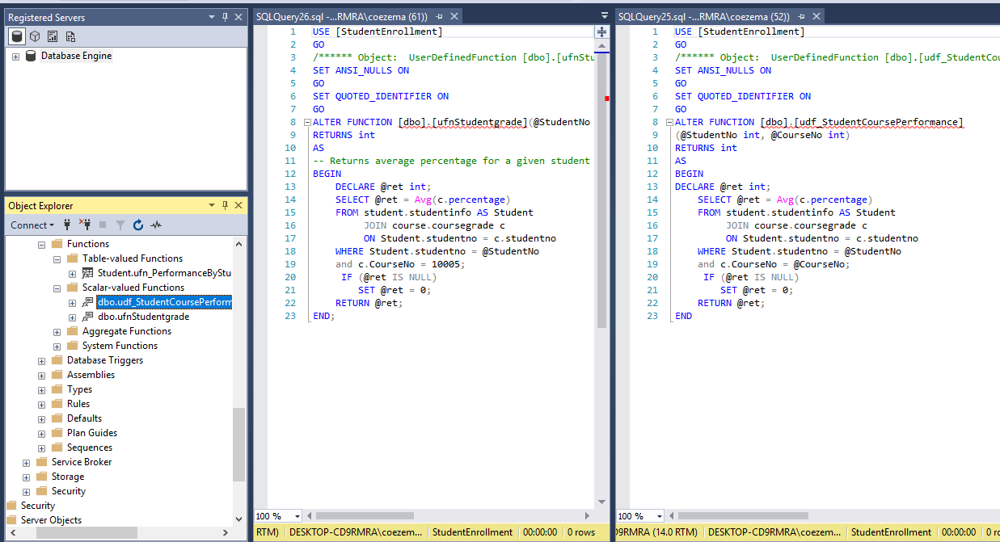 Registered Servers
Database Engine
Object Explorer
Connect
Functions
Table-valued Functions
Student.ufn_PerformanceByStu
Scalar-valued Functions
dbo.udf_StudentCoursePerform
dbo.ufnStudentgrade
Aggregate Functions
System Functions
Database Triggers
Assemblies
Types
Rules
Defaults
Plan Guides
Sequences
Service Broker
Storage
Security
Security
Server Objects
SQLQuery26.sql -...RMRA\coezema (61))
1 USE [StudentEnrollment]
2 GO
3 /****** Object:  UserDefinedFunction [dbo].[ufnStu
4 SET ANSI_NULLS ON
5 GO
6 SET QUOTED_IDENTIFIER ON
7 GO
8 ALTER FUNCTION [dbo].[ufnStudentgrade](@StudentNo
9 RETURNS int
10 AS
11 -- Returns average percentage for a given student
12 BEGIN
13 DECLARE @ret int;
14 SELECT @ret = Avg(c.percentage)
15 FROM student.studentinfo AS Student
16 JOIN course.coursegrade c
17 ON Student.studentno = c.studentno
18 WHERE Student.studentno = @StudentNo
19 and c.CourseNo = 10005;
20 IF (@ret IS NULL)
21 SET @ret = 0;
22 RETURN @ret;
23 END;
100 %
RTM) DESKTOP-CD9RMRA\coezem... StudentEnrollment 00:00:00 0 rows
SQLQuery25.sql -...RMRA\coezema (52))
1 USE [StudentEnrollment]
2 GO
3 /****** Object:  UserDefinedFunction [dbo].[udf_StudentCou
4 SET ANSI_NULLS ON
5 GO
6 SET QUOTED_IDENTIFIER ON
7 GO
8 ALTER FUNCTION [dbo].[udf_StudentCoursePerformance]
9 (@StudentNo int, @CourseNo int)
10 RETURNS int
11 AS
12 BEGIN
13 DECLARE @ret int;
14 SELECT @ret = Avg(c.percentage)
15 FROM student.studentinfo AS Student
16 JOIN course.coursegrade c
17 ON Student.studentno = c.studentno
18 WHERE Student.studentno = @StudentNo
19 and c.CourseNo = @CourseNo;
20 IF (@ret IS NULL)
21 SET @ret = 0;
22 RETURN @ret;
23 END
100 %
D9RMRA (14.0 RTM) DESKTOP-CD9RMRA\coezem... StudentEnrollment 00:00:00 0 ro